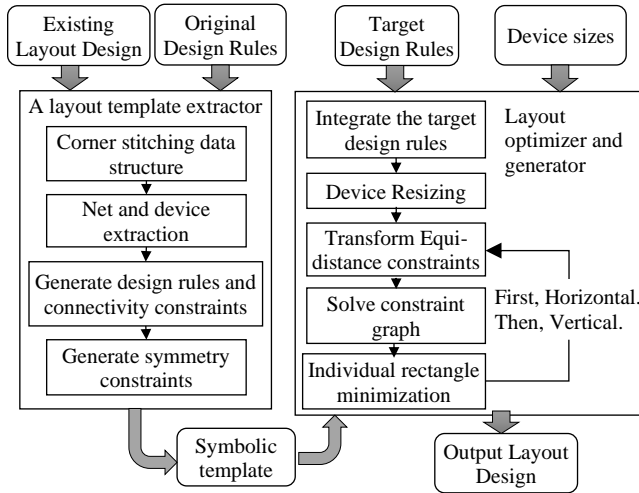 Existing
Layout Design
Original
Design Rules
Target
Design Rules
Device sizes
A layout template extractor
Corner stitching data
structure
Net and device
extraction
Generate design rules and
connectivity constraints
Generate symmetry
constraints
Integrate the target
design rules
Device Resizing
Transform Equi-
distance constraints
Solve constraint
graph
Individual rectangle
minimization
Layout
optimizer and
generator
First, Horizontal.
Then, Vertical.
Symbolic
template
Output Layout
Design